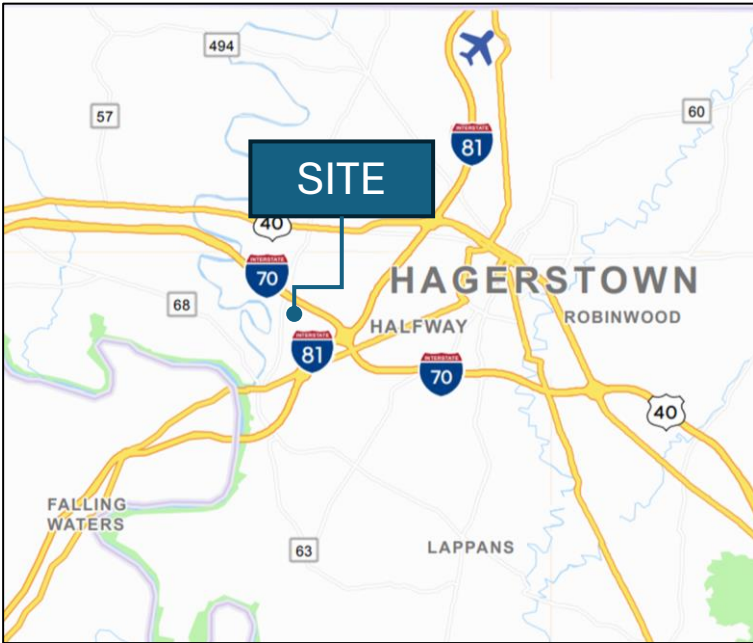 494
57
60
INTERSTATE
81
SITE
40
INTERSTATE
70
HAGERSTOWN
68
ROBINWOOD
HALFWAY
INTERSTATE
81
INTERSTATE
70
40
FALLING
WATERS
63
LAPPANS